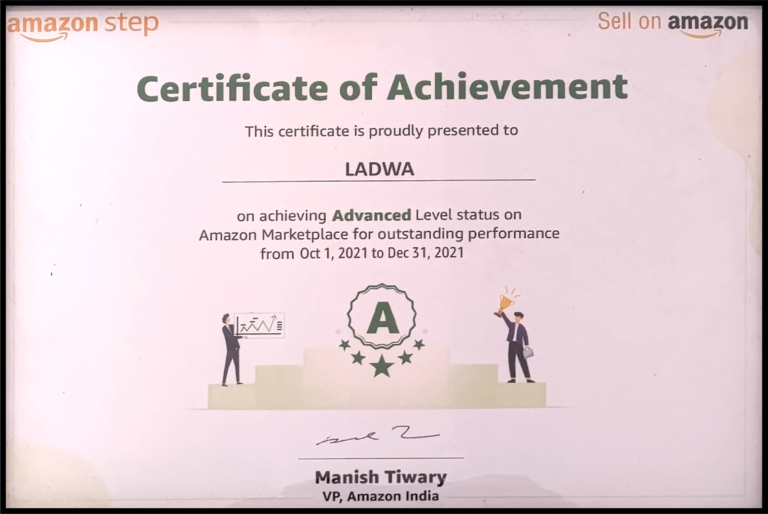 amazon step
Sell on amazon
Certificate of Achievement
This certificate is proudly presented to
LADWA
on achieving Advanced Level status on
Amazon Marketplace for outstanding performance
from Oct 1, 2021 to Dec 31, 2021
A
Manish Tiwary
VP, Amazon India